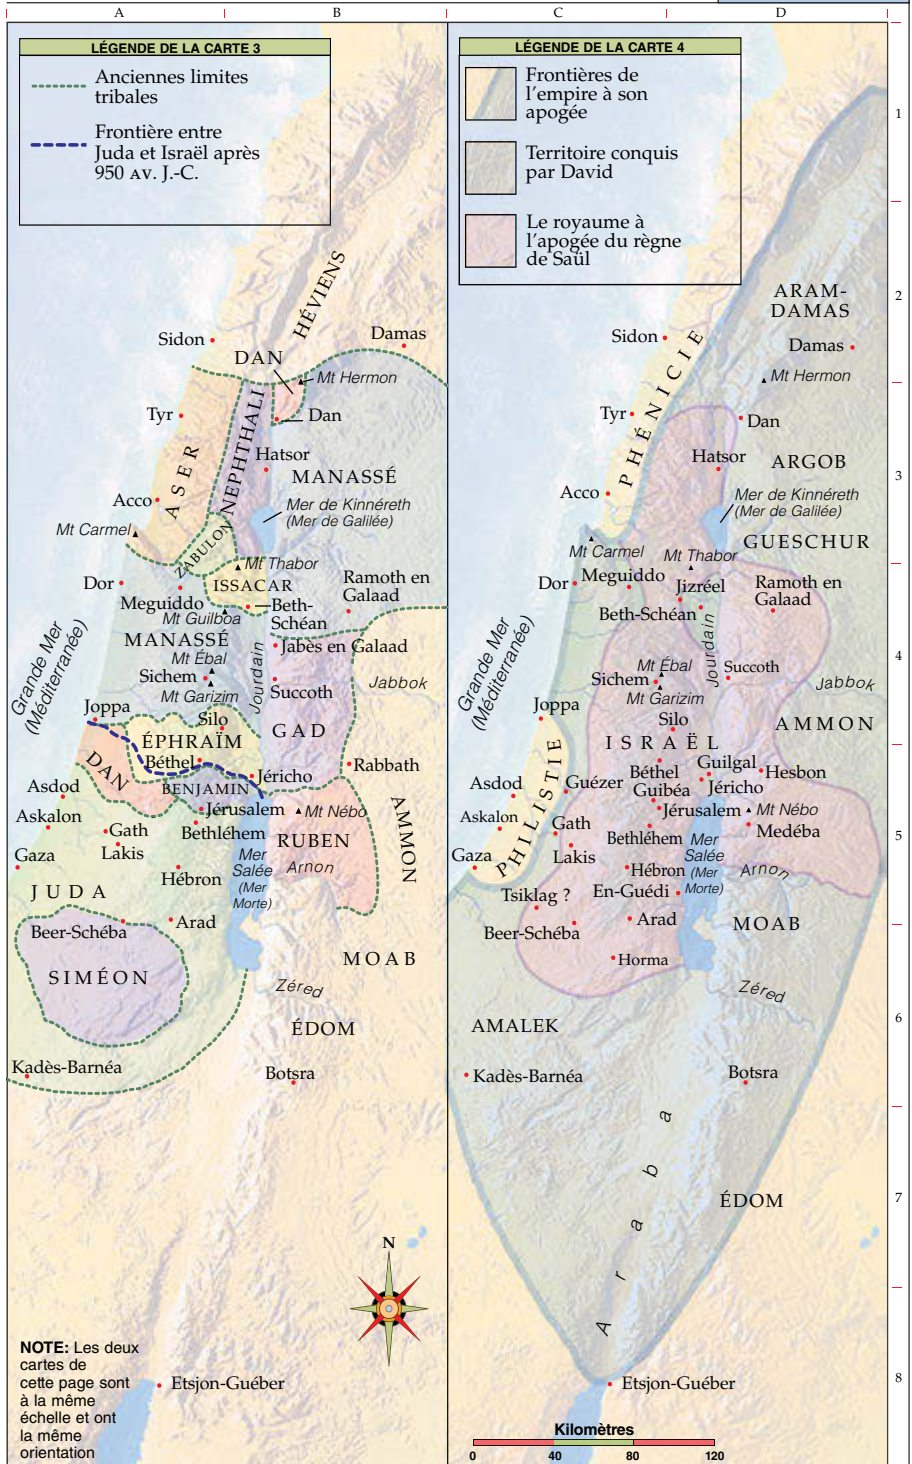 A
B
C
D
LÉGENDE DE LA CARTE 3
Anciennes limites
tribales
Frontière entre
Juda et Israël après
950 AV. J.-C.
HÉVIENS
Sidon
Damas
DAN
Mt Hermon
Tyr
Dan
NEPHTHALI
ASER
Hatsor
MANASSÉ
Acco
Mer de Kinnéreth
(Mer de Galilée)
Mt Carmel
ZABULON
Mt Thabor
ISSACAR
Dor
Meguiddo
Beth-
Schéan
Ramoth en
Galaad
Mt Guilboa
MANASSÉ
Jabès en Galaad
Mt Ébal
Sichem
Mt Garizim
Jourdain
Succoth
Jabbok
Grande Mer
(Méditerranée)
Joppa
Silo
GAD
ÉPHRAÏM
Béthel
Jéricho
Rabbath
DAN
BENJAMIN
Asdod
Jérusalem
Mt Nébo
AMMON
Askalon
Gath
Bethléhem
RUBEN
Lakis
Gaza
Mer
Salée
(Mer
Morte)
Arnon
Hébron
JUDA
Arad
Beer-Schéba
SIMÉON
MOAB
Zéred
ÉDOM
Kadès-Barnéa
Botsra
N
NOTE: Les deux
cartes de
cette page sont
à la même
échelle et ont
la même
orientation
Etsjon-Guéber
LÉGENDE DE LA CARTE 4
Frontières de
l'empire à son
apogée
Territoire conquis
par David
Le royaume à
l'apogée du règne
de Saül
ARAM-
DAMAS
Sidon
Damas
Mt Hermon
PHÉNICIE
Tyr
Dan
Hatsor
ARGOB
Acco
Mer de Kinnéreth
(Mer de Galilée)
Mt Carmel
GUESCHUR
Mt Thabor
Dor
Meguiddo
Jizréel
Ramoth en
Galaad
Beth-Schéan
Jourdain
Grande Mer
(Méditerranée)
Mt Ébal
Sichem
Succoth
Mt Garizim
Jabbok
Joppa
Silo
AMMON
ISRAËL
PHILISTIE
Béthel
Guilgal
Hesbon
Asdod
Guézer
Guibéa
Jéricho
Askalon
Jérusalem
Mt Nébo
Gath
Bethléhem
Medéba
Gaza
Lakis
Mer
Salée
(Mer
Morte)
Hébron
Arnon
Tsiklag ?
En-Guédi
Arad
MOAB
Beer-Schéba
Horma
Zéred
AMALEK
Kadès-Barnéa
Botsra
Araba
ÉDOM
Etsjon-Guéber
Kilomètres
0 40 80 120
1
2
3
4
5
6
7
8